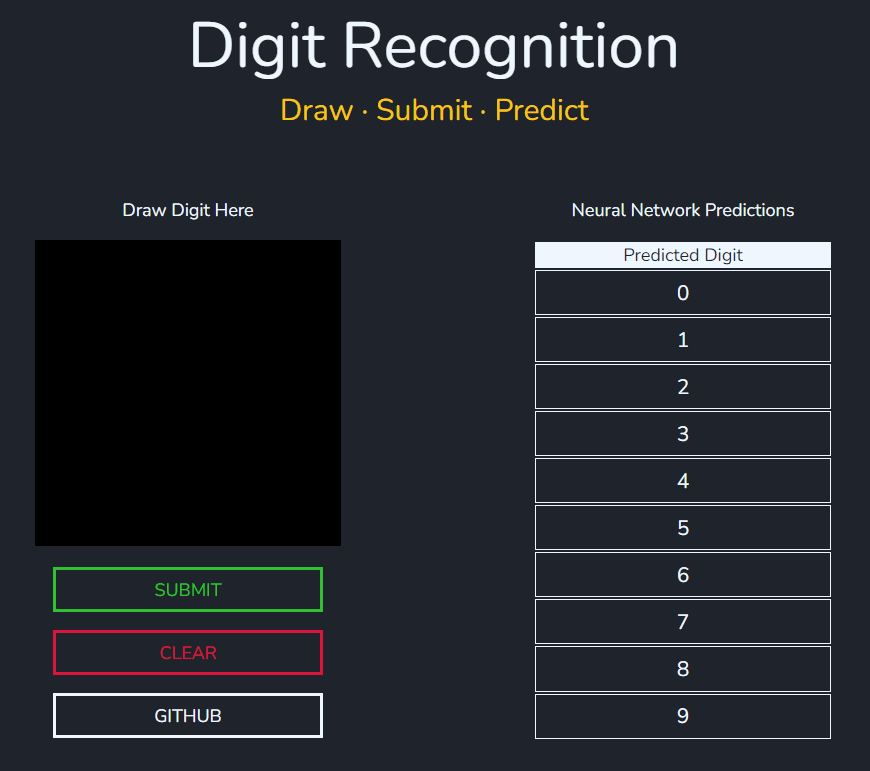 Digit Recognition
Draw · Submit · Predict
Draw Digit Here
SUBMIT
CLEAR
GITHUB
Neural Network Predictions
Predicted Digit
0
1
2
3
4
5
6
7
8
9